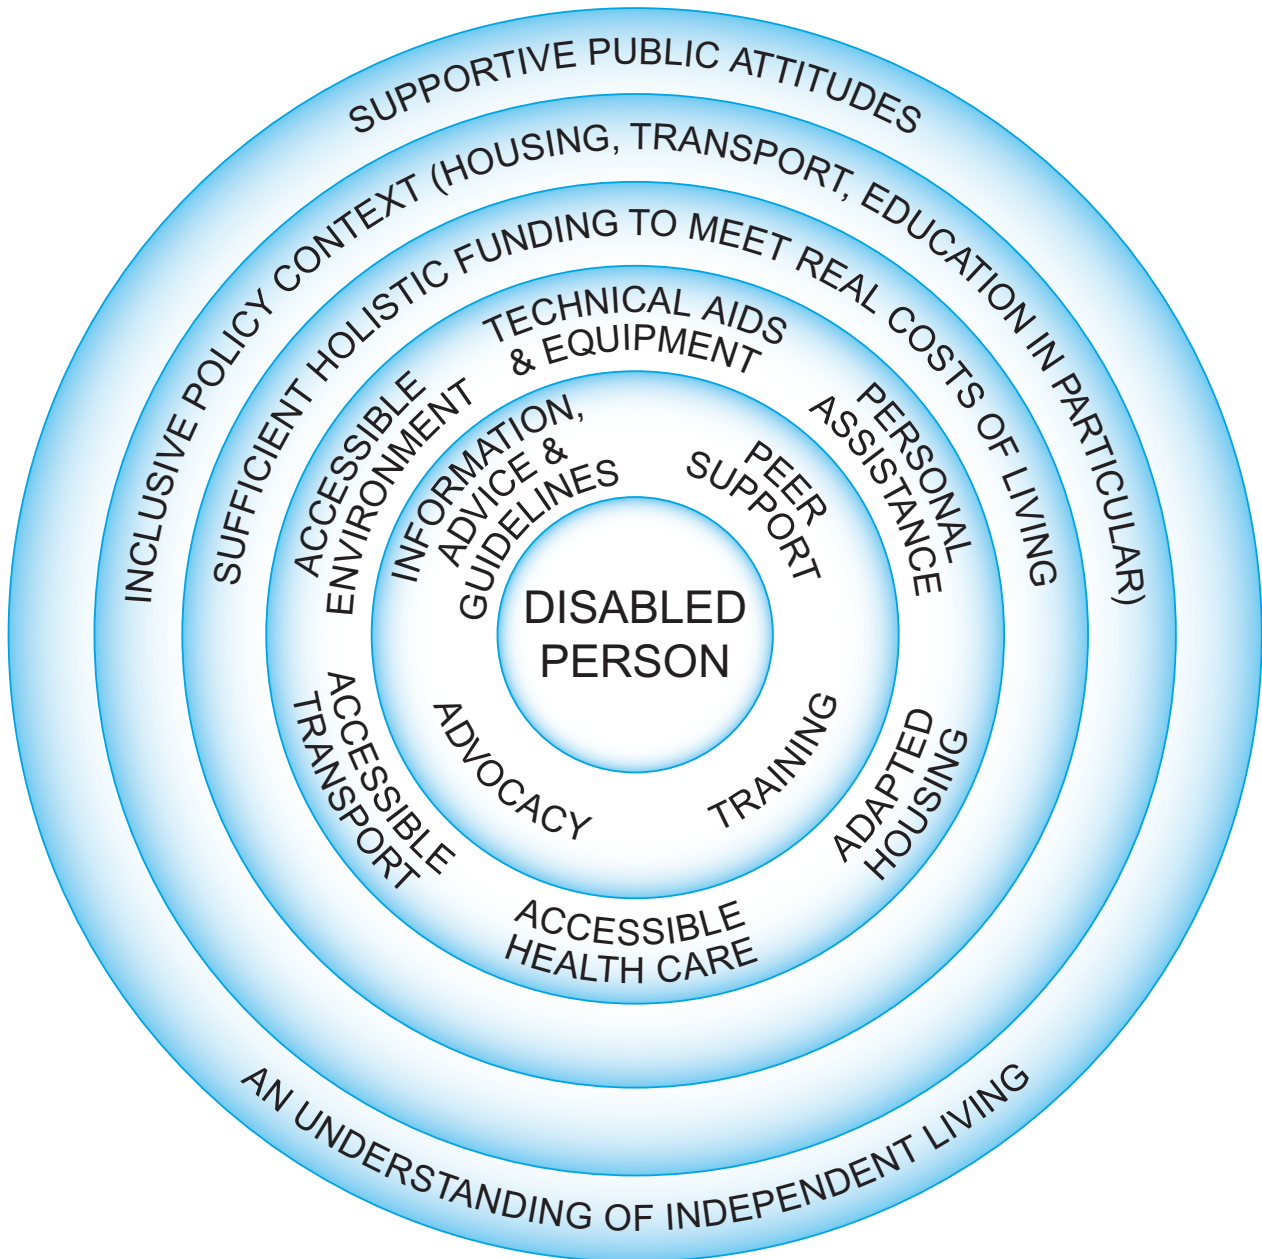 SUPPORTIVE PUBLIC ATTITUDES
INCLUSIVE POLICY CONTEXT (HOUSING, TRANSPORT, EDUCATION IN PARTICULAR)
SUFFICIENT HOLISTIC FUNDING TO MEET REAL COSTS OF LIVING
TECHNICAL AIDS
& EQUIPMENT
ACCESSIBLE
ENVIRONMENT
PERSONAL
ASSISTANCE
INFORMATION,
ADVICE &
GUIDELINES
PEER
SUPPORT
DISABLED
PERSON
ADVOCACY
TRAINING
ACCESSIBLE
TRANSPORT
ADAPTED
HOUSING
ACCESSIBLE
HEALTH CARE
AN UNDERSTANDING OF INDEPENDENT LIVING